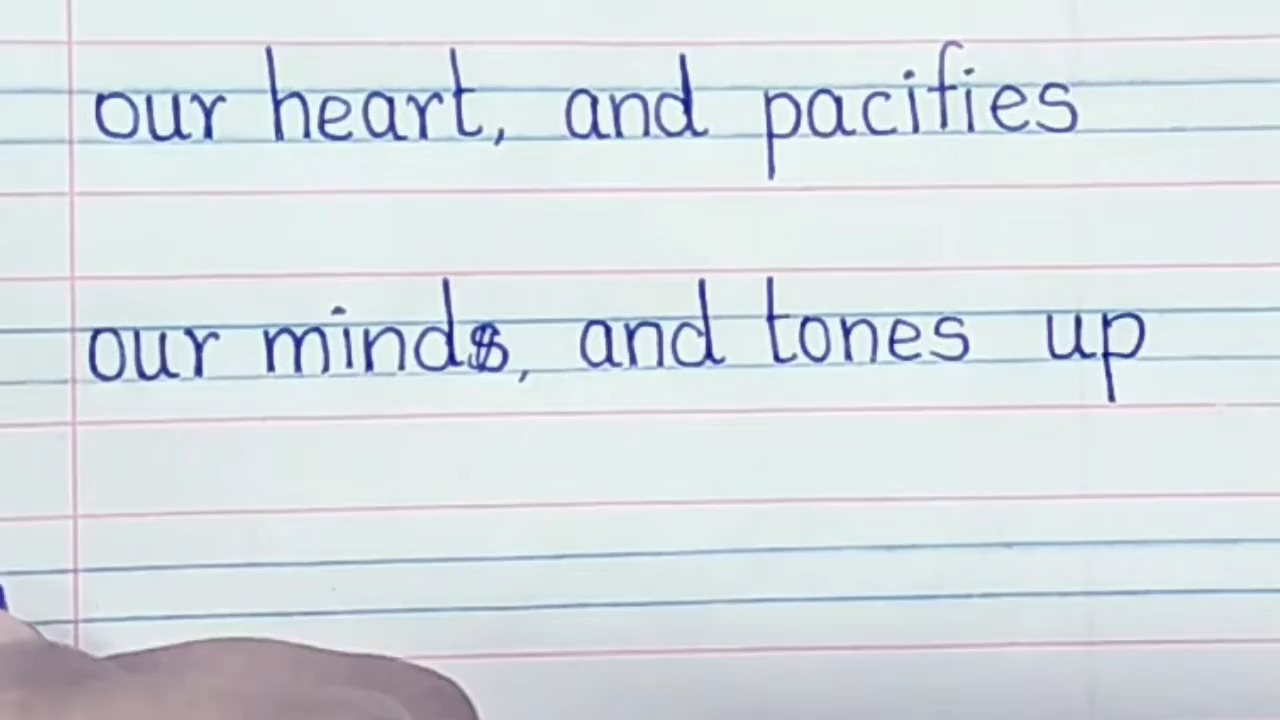 our heart, and pacifies
our minds, and tones up